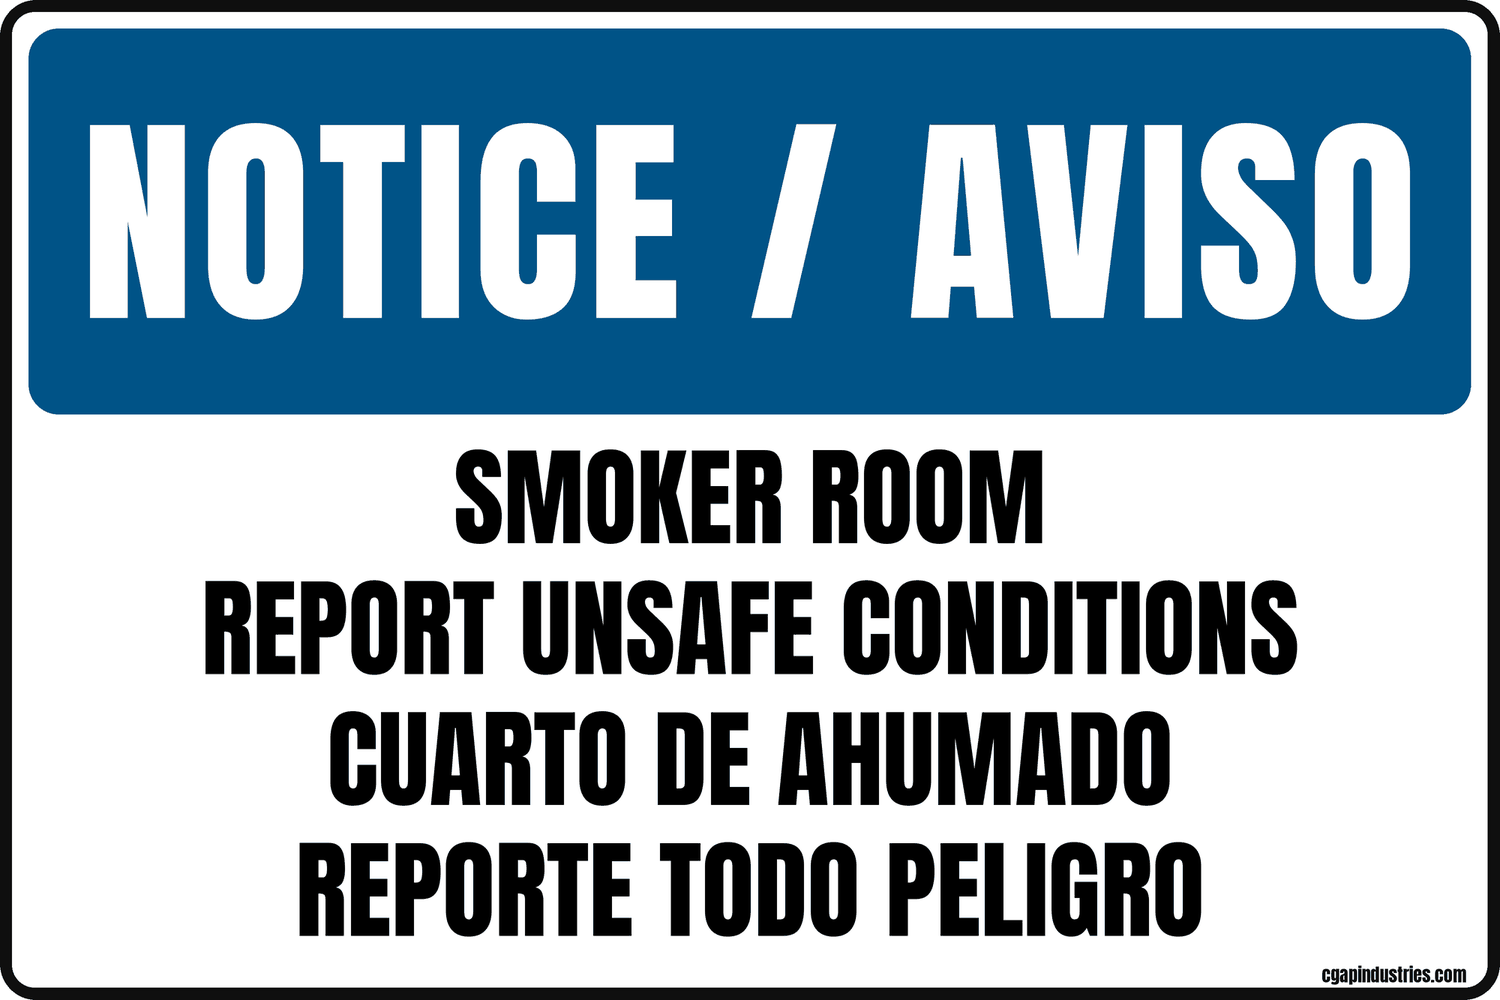 NOTICE / AVISO
SMOKER ROOM
REPORT UNSAFE CONDITIONS
CUARTO DE AHUMADO
REPORTE TODO PELIGRO
cgapindustries.com